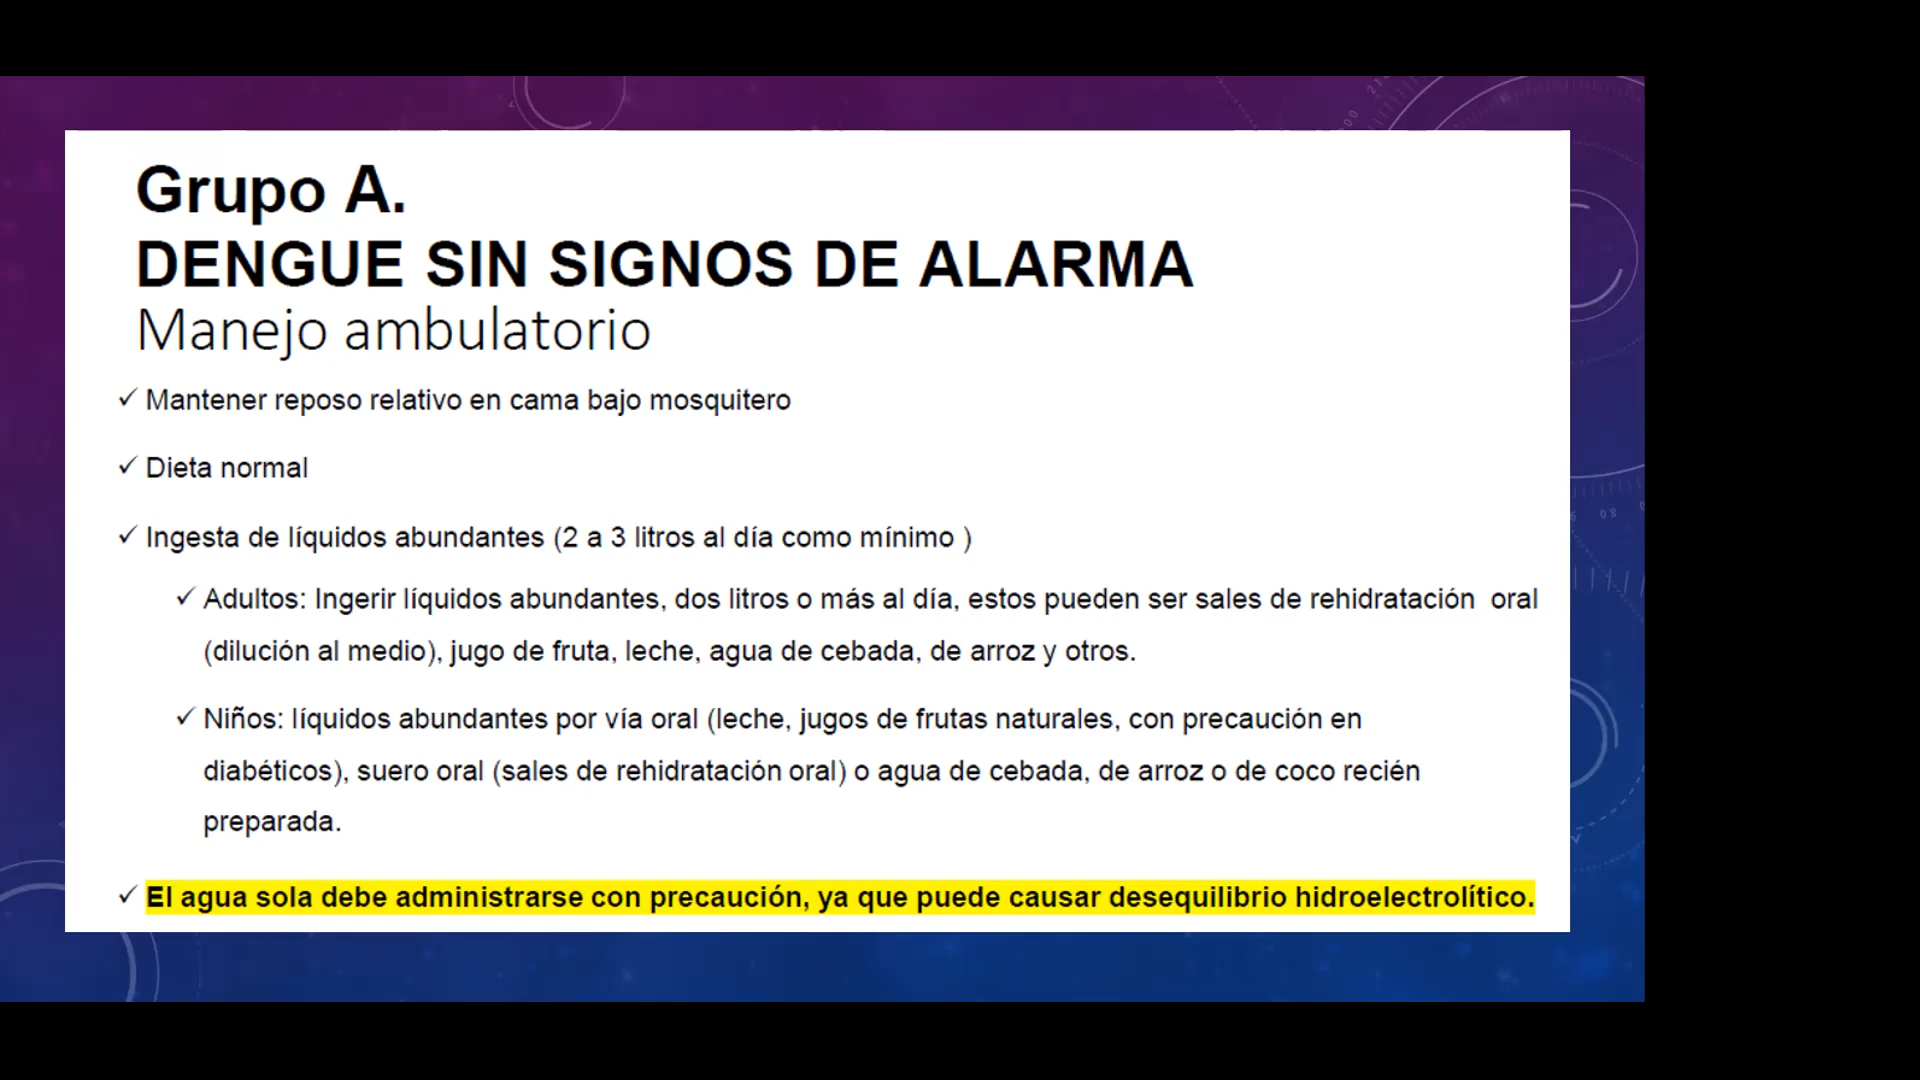 Grupo A.
DENGUE SIN SIGNOS DE ALARMA
Manejo ambulatorio
✓ Mantener reposo relativo en cama bajo mosquitero
✓ Dieta normal
✓ Ingesta de líquidos abundantes (2 a 3 litros al día como mínimo )
✓ Adultos: Ingerir líquidos abundantes, dos litros o más al día, estos pueden ser sales de rehidratación oral
(dilución al medio), jugo de fruta, leche, agua de cebada, de arroz y otros.
✓ Niños: líquidos abundantes por vía oral (leche, jugos de frutas naturales, con precaución en
diabéticos), suero oral (sales de rehidratación oral) o agua de cebada, de arroz o de coco recién
preparada.
✓ El agua sola debe administrarse con precaución, ya que puede causar desequilibrio hidroelectrolítico.